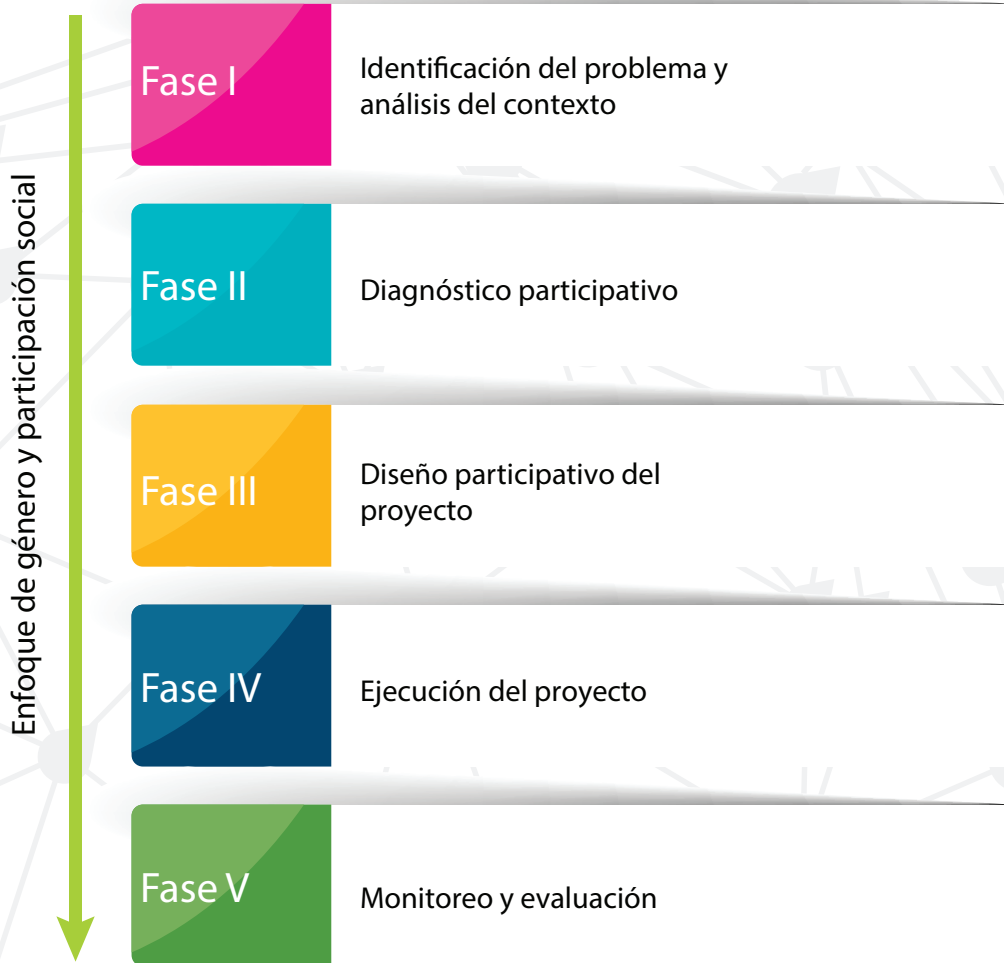 Enfoque de género y participación social
Fase I
Identificación del problema y
análisis del contexto
Fase II
Diagnóstico participativo
Fase III
Diseño participativo del
proyecto
Fase IV
Ejecución del proyecto
Fase V
Monitoreo y evaluación